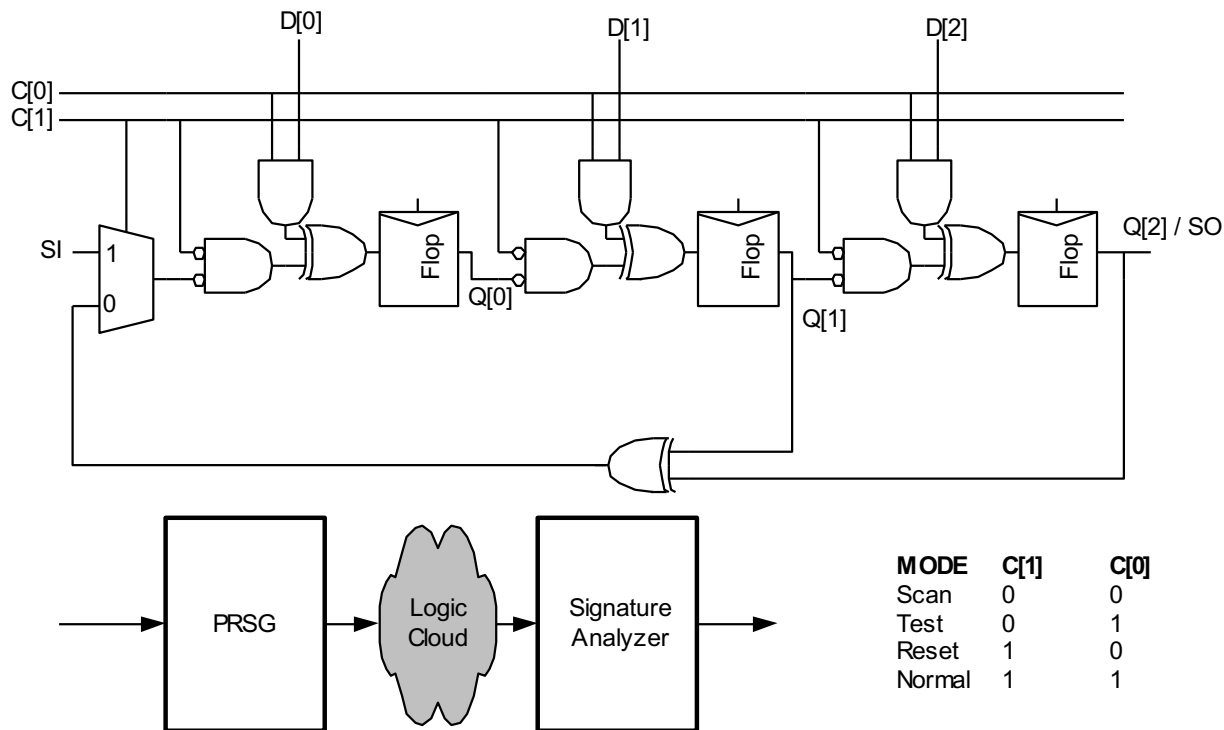 D[0]
D[1]
D[2]
C[0]
C[1]
SI
1
0
Flop
Q[0]
Flop
Q[1]
Flop
Q[2] / SO
PRSG
Logic
Cloud
Signature
Analyzer
MODE C[1] C[0]
Scan 0 0
Test 0 1
Reset 1 0
Normal 1 1